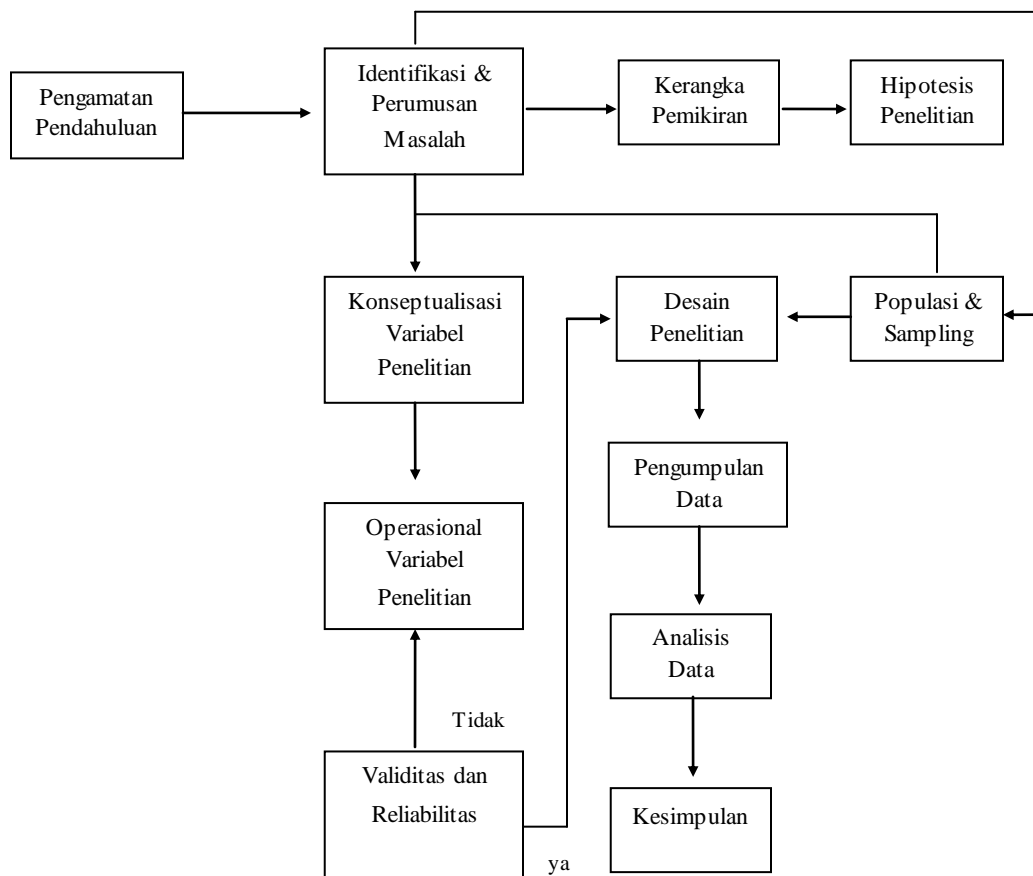 Pengamatan
Pendahuluan
Identifikasi &
Perumusan
Masalah
Kerangka
Pemikiran
Hipotesis
Penelitian
Konseptualisasi
Variabel
Penelitian
Desain
Penelitian
Populasi &
Sampling
Pengumpulan
Data
Operasional
Variabel
Penelitian
Analisis
Data
Tidak
Validitas dan
Reliabilitas
ya
Kesimpulan